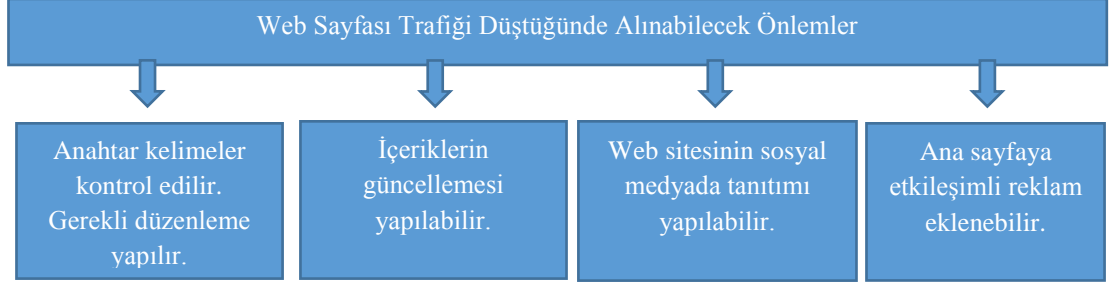 Web Sayfası Trafiği Düştüğünde Alınabilecek Önlemler
Anahtar kelimeler
kontrol edilir.
Gerekli düzenleme
yapılır.
İçeriklerin
güncellemesi
yapılabilir.
Web sitesinin sosyal
medyada tanıtımı
yapılabilir.
Ana sayfaya
etkileşimli reklam
eklenebilir.